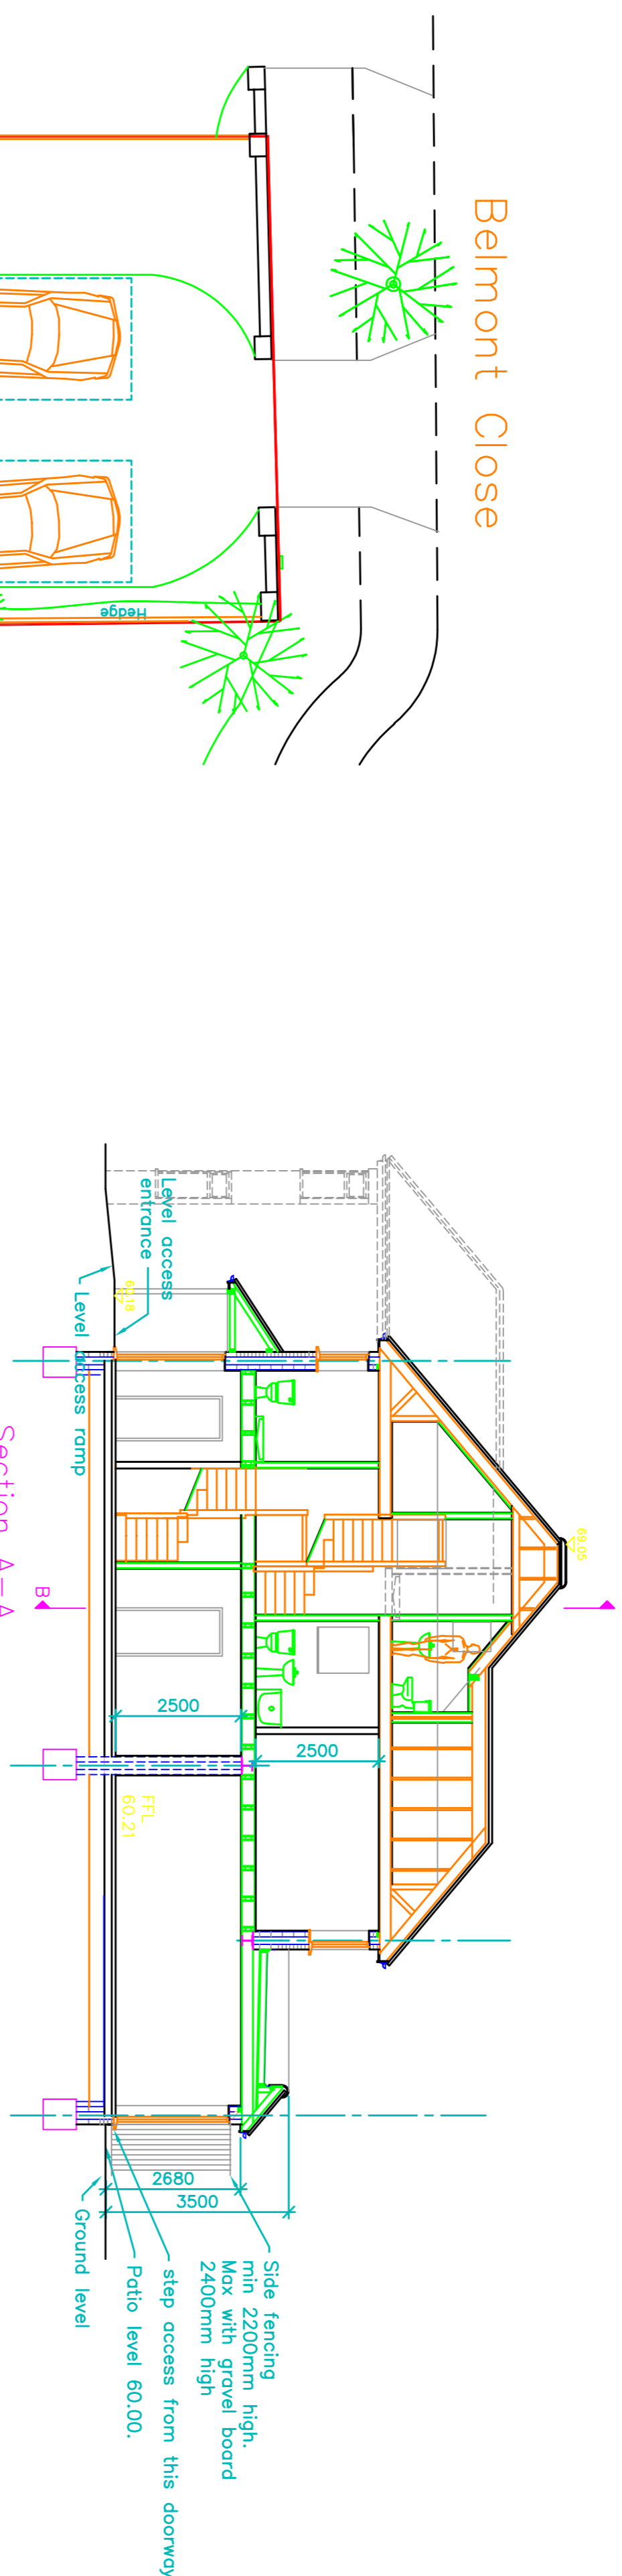 Belmont Close
Hedge
Level access
entrance
60.18
Level access ramp
69.05
Section A-A
B
2500
2500
FFL
60.21
2680
3500
Side fencing
min 2200mm high.
Max with gravel board
2400mm high
step access from this doorway
Patio level 60.00.
Ground level